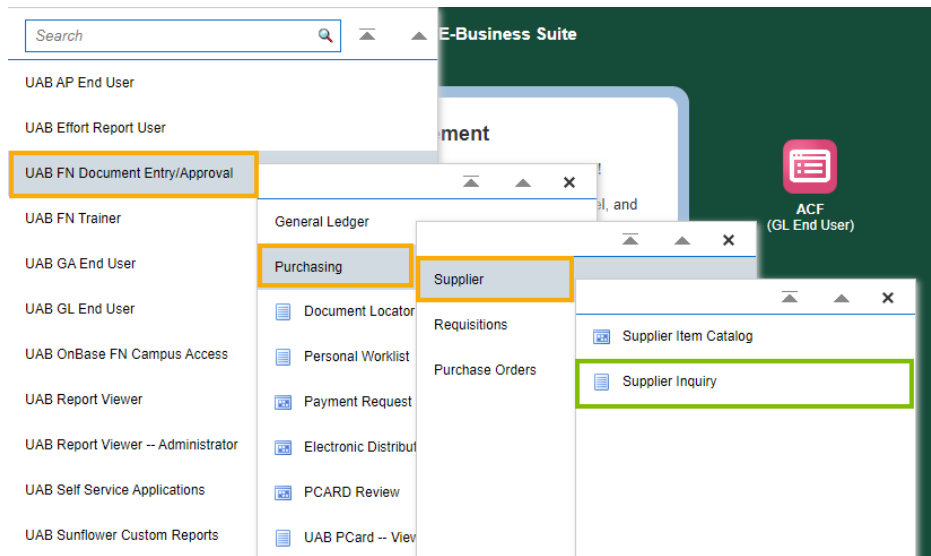 Search
E-Business Suite
UAB AP End User
UAB Effort Report User
UAB FN Document Entry/Approval
UAB FN Trainer
UAB GA End User
UAB GL End User
UAB OnBase FN Campus Access
UAB Report Viewer
UAB Report Viewer -- Administrator
UAB Self Service Applications
UAB Sunflower Custom Reports
ment
!
el, and
ACF
(GL End User)
General Ledger
Purchasing
Document Locator
Personal Worklist
Payment Request
Electronic Distribut
PCARD Review
UAB PCard -- View
Supplier
Requisitions
Purchase Orders
Supplier Item Catalog
Supplier Inquiry